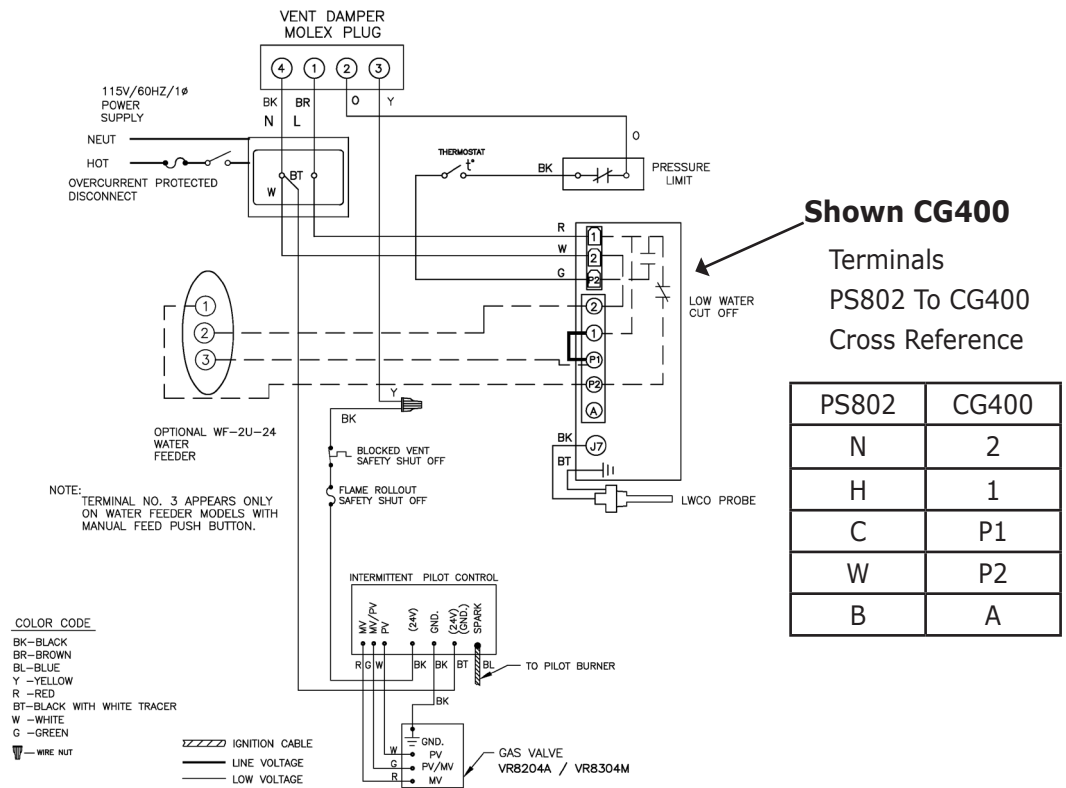 VENT DAMPER
MOLEX PLUG
4 1 2 3
115V/60HZ/1ø
POWER
SUPPLY
BK BR O Y
N L
NEUT
HOT
OVERCURRENT PROTECTED
DISCONNECT
BT
W
THERMOSTAT
t°
BK
O
PRESSURE
LIMIT
R
W
G
1
2
P2
2
1
P1
P2
A
J7
BK
BT
LOW WATER
CUT OFF
LWCO PROBE
1
2
3
OPTIONAL WF-2U-24
WATER
FEEDER
Y
BK
BLOCKED VENT
SAFETY SHUT OFF
FLAME ROLLOUT
SAFETY SHUT OFF
NOTE:
TERMINAL NO. 3 APPEARS ONLY
ON WATER FEEDER MODELS WITH
MANUAL FEED PUSH BUTTON.
Shown CG400
Terminals
PS802 To CG400
Cross Reference
PS802 CG400
N 2
H 1
C P1
W P2
B A
INTERMITTENT PILOT CONTROL
MV
MV/PV
PV
(24V)
GND.
(24V)
(GND.)
SPARK
R G W BK BK BT BL
TO PILOT BURNER
BK
GND.
W PV
G PV/MV
R MV
GAS VALVE
VR8204A / VR8304M
COLOR CODE
BK-BLACK
BR-BROWN
BL-BLUE
Y -YELLOW
R -RED
BT-BLACK WITH WHITE TRACER
W -WHITE
G -GREEN
- WIRE NUT
IGNITION CABLE
LINE VOLTAGE
LOW VOLTAGE